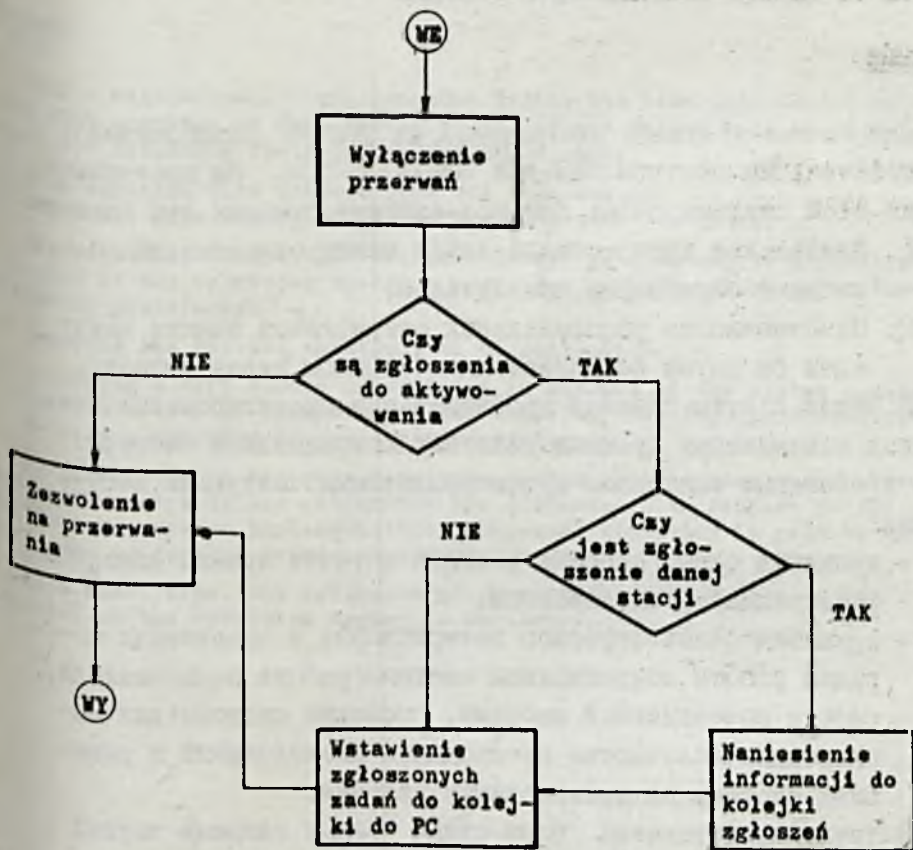 WE
Wyłączenie
przerwań
Czy
są zgłoszenia
do aktywo-
wania
NIE
TAK
Zezwolenie
na przerwa-
nia
WY
Czy
jest zgło-
szenie danej
stacji
NIE
TAK
Wstawienie
zgłoszonych
zadań do kolej-
ki do PC
Naniesienie
informacji do
kolejki
zgłoszeń